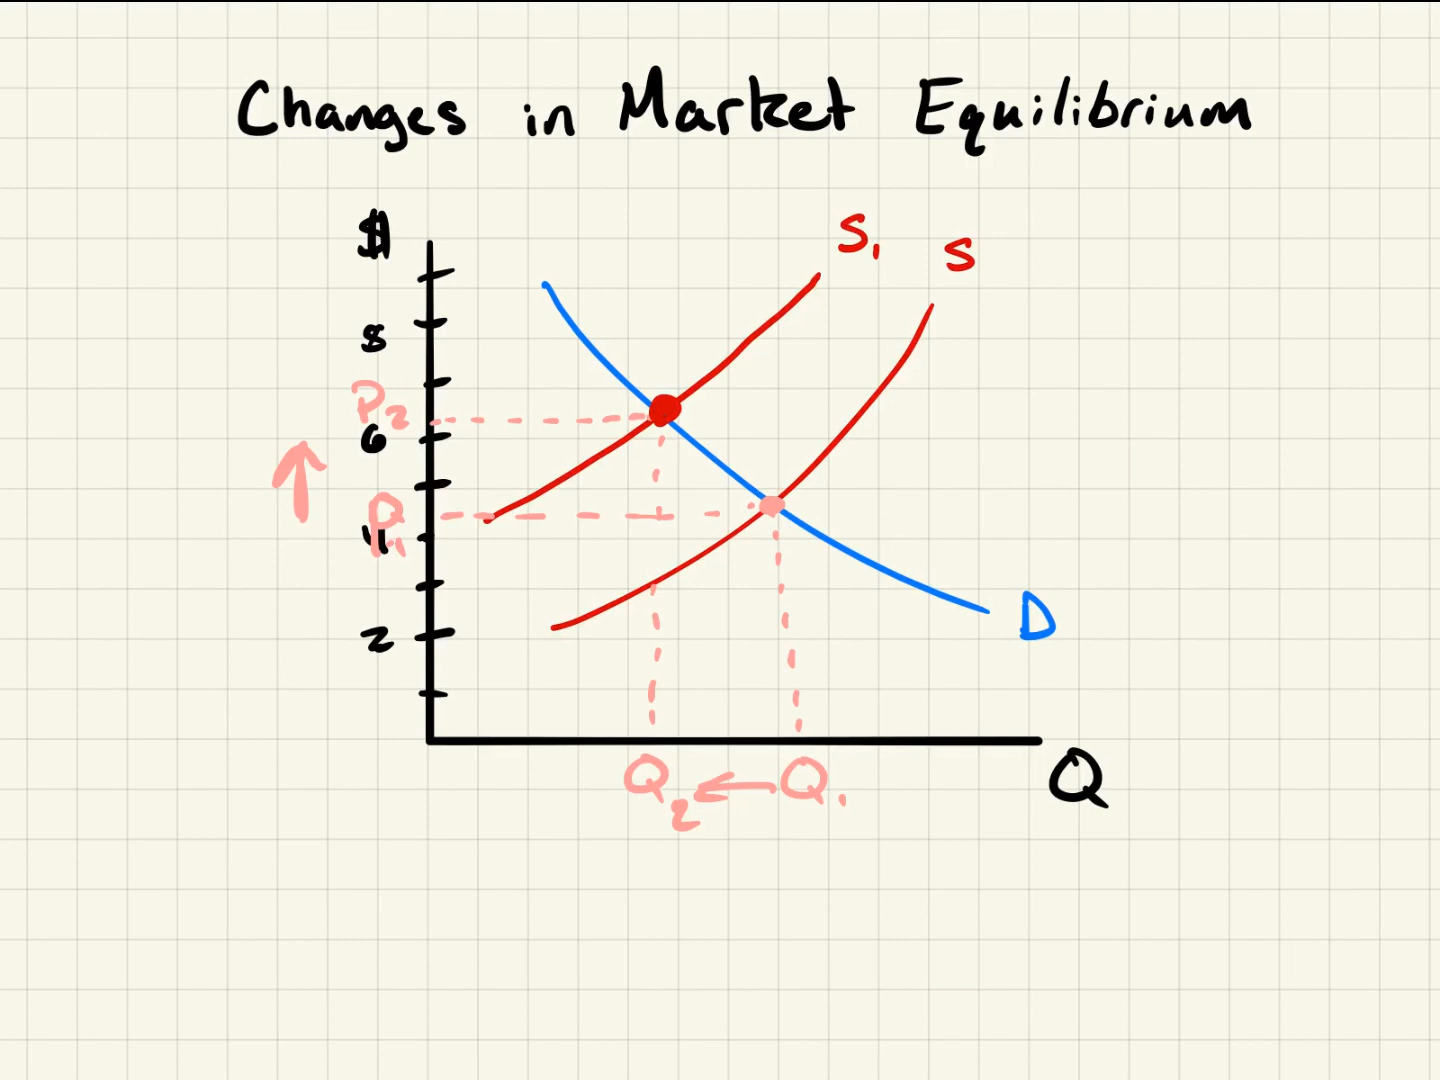 Changes in Market Equilibrium
$
S₁
S
8
P₂
6
P₁
4
2
D
Q₂
Q₁
Q